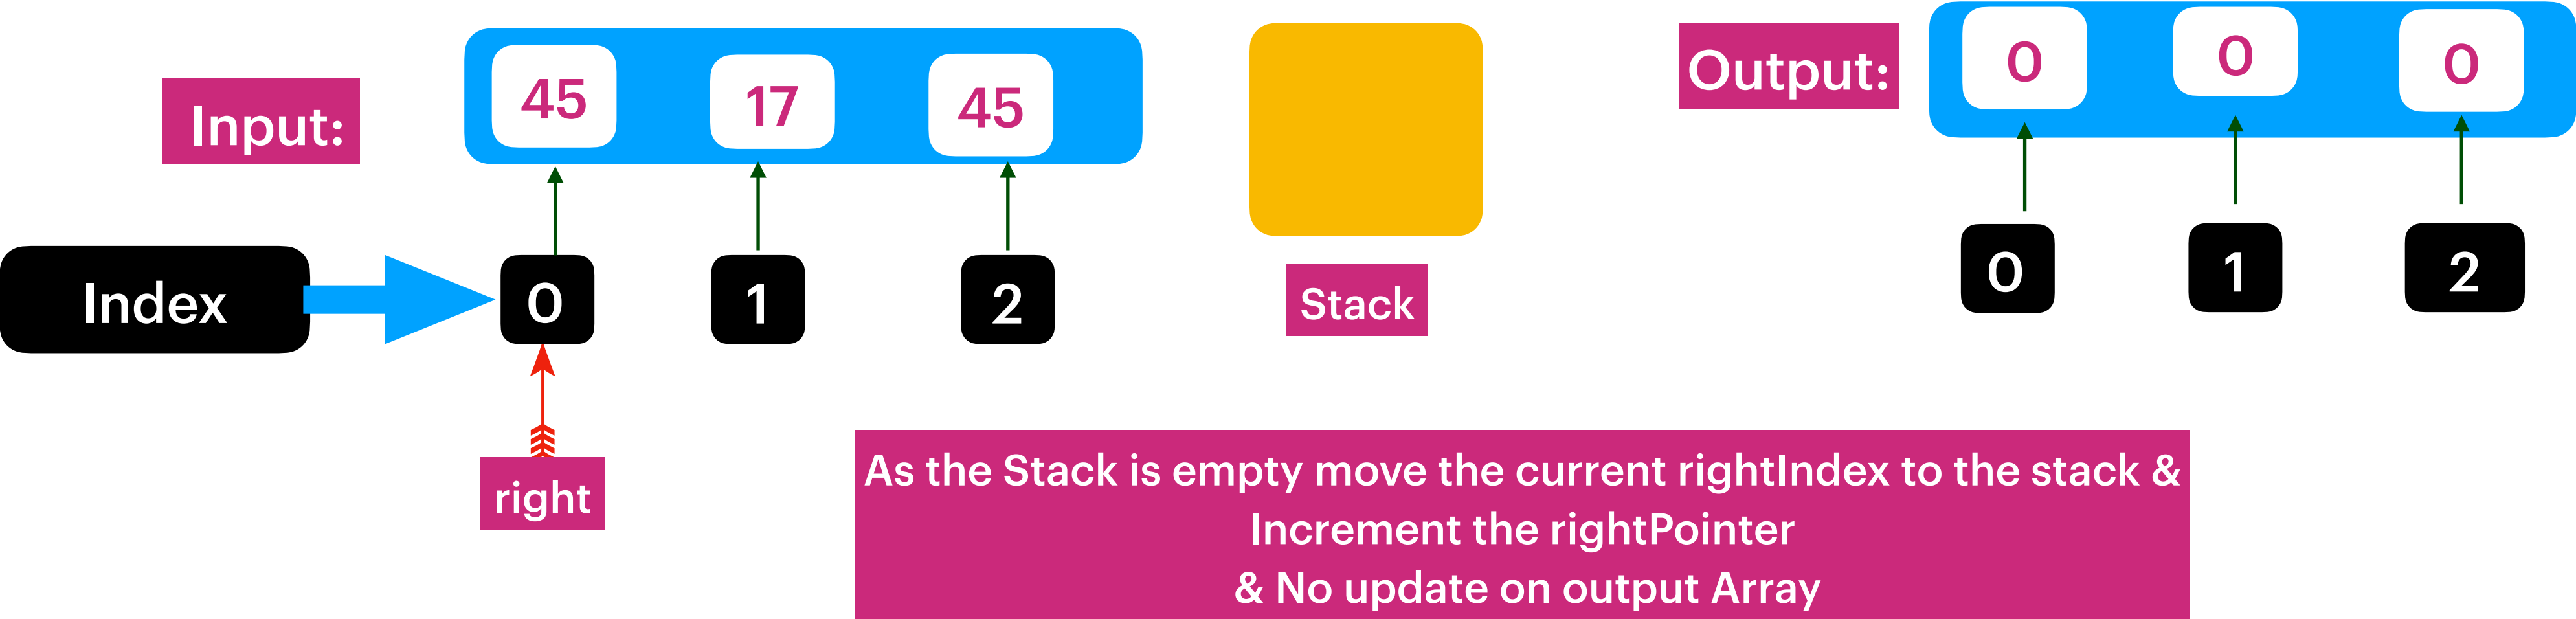 Input:
45 17 45
Output:
0 0 0
Index
0 1 2
Stack
0 1 2
right
As the Stack is empty move the current rightIndex to the stack &
Increment the rightPointer
& No update on output Array